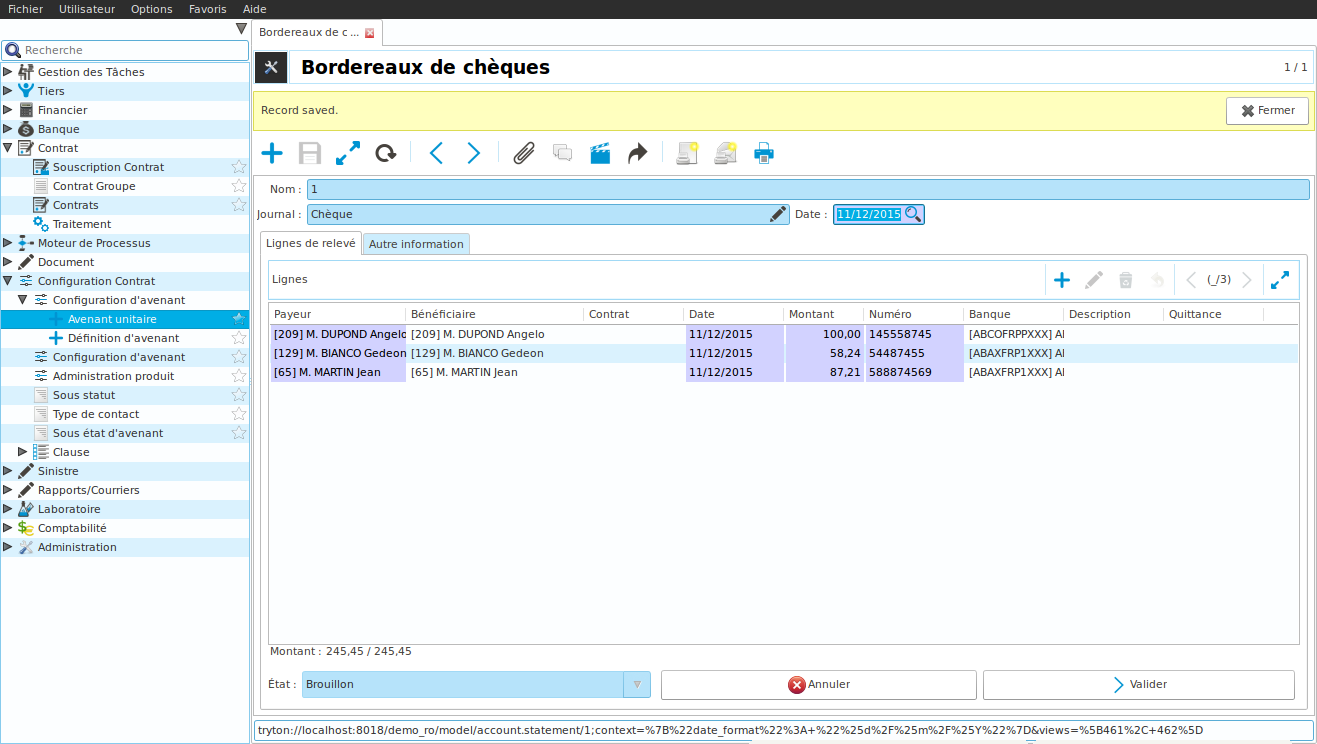 Fichier Utilisateur Options Favoris Aide
Bordereaux de c ...
Recherche
Bordereaux de chèques
1 / 1
Record saved.
Fermer
Gestion des Tâches
Tiers
Financier
Banque
Contrat
Souscription Contrat
Contrat Groupe
Contrats
Traitement
Moteur de Processus
Document
Configuration Contrat
Configuration d'avenant
Avenant unitaire
Définition d'avenant
Configuration d'avenant
Administration produit
Sous statut
Type de contact
Sous état d'avenant
Clause
Sinistre
Rapports/Courriers
Laboratoire
Comptabilité
Administration
Nom : 1
Journal : Chèque Date : 11/12/2015
Lignes de relevé Autre information
Lignes (_/3)
Payeur Bénéficiaire Contrat Date Montant Numéro Banque Description Quittance
[209] M. DUPOND Angelo [209] M. DUPOND Angelo 11/12/2015 100,00 145558745 [ABCOFRPPXXX] Al
[129] M. BIANCO Gedeon [129] M. BIANCO Gedeon 11/12/2015 58,24 54487455 [ABAXFRP1XXX] Al
[65] M. MARTIN Jean [65] M. MARTIN Jean 11/12/2015 87,21 588874569 [ABAXFRP1XXX] Al
Montant : 245,45 / 245,45
État : Brouillon Annuler Valider
tryton://localhost:8018/demo_ro/model/account.statement/1;context=%7B%22date_format%22%3A+%22%25d%2F%25m%2F%25Y%22%7D&views=%5B461%2C+462%5D